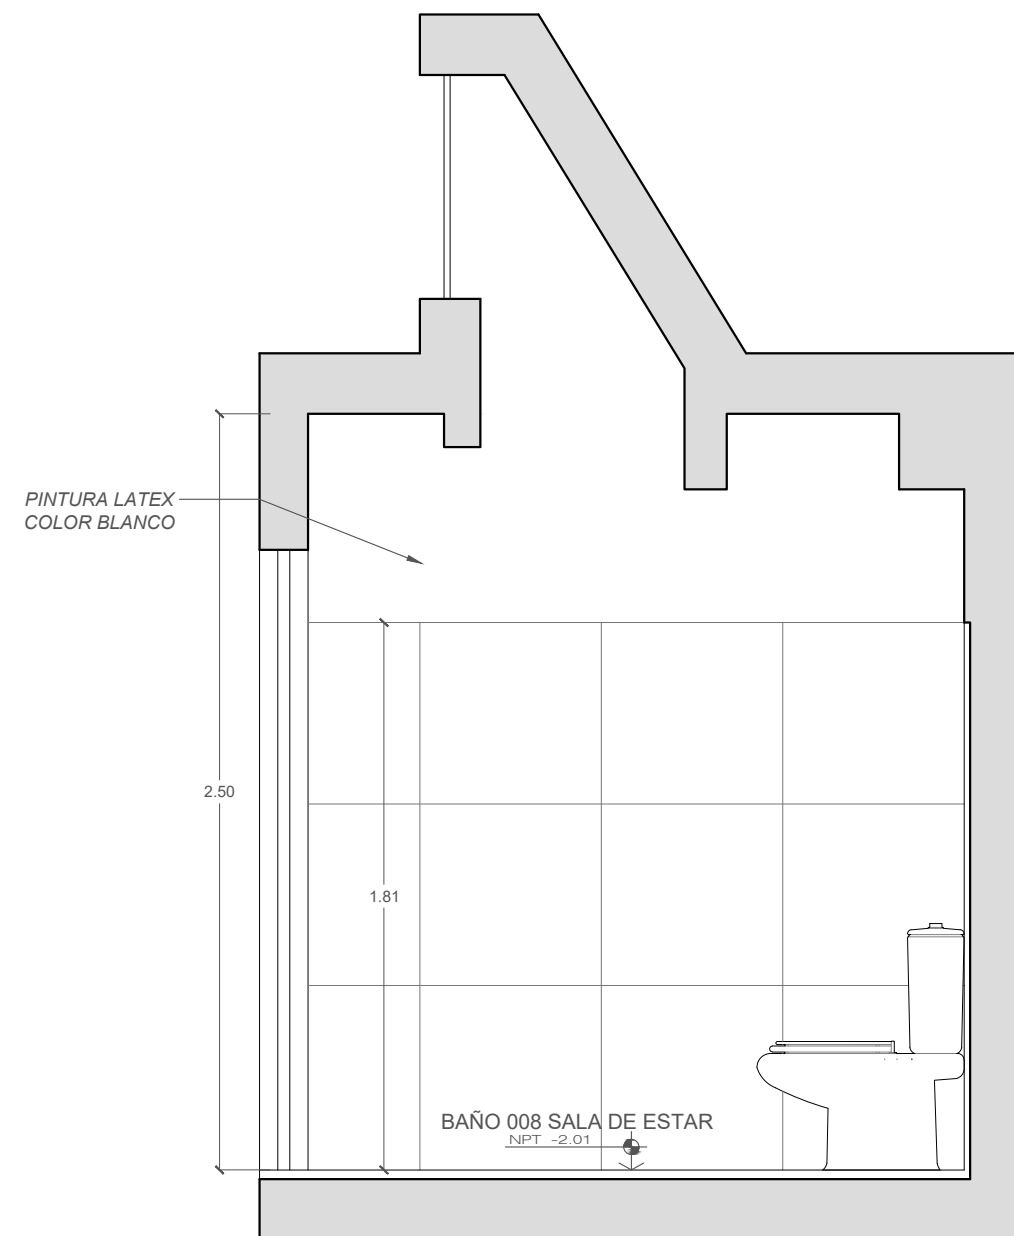 PINTURA LATEX
COLOR BLANCO
2.50
1.81
BAÑO 008 SALA DE ESTAR
NPT -2.01